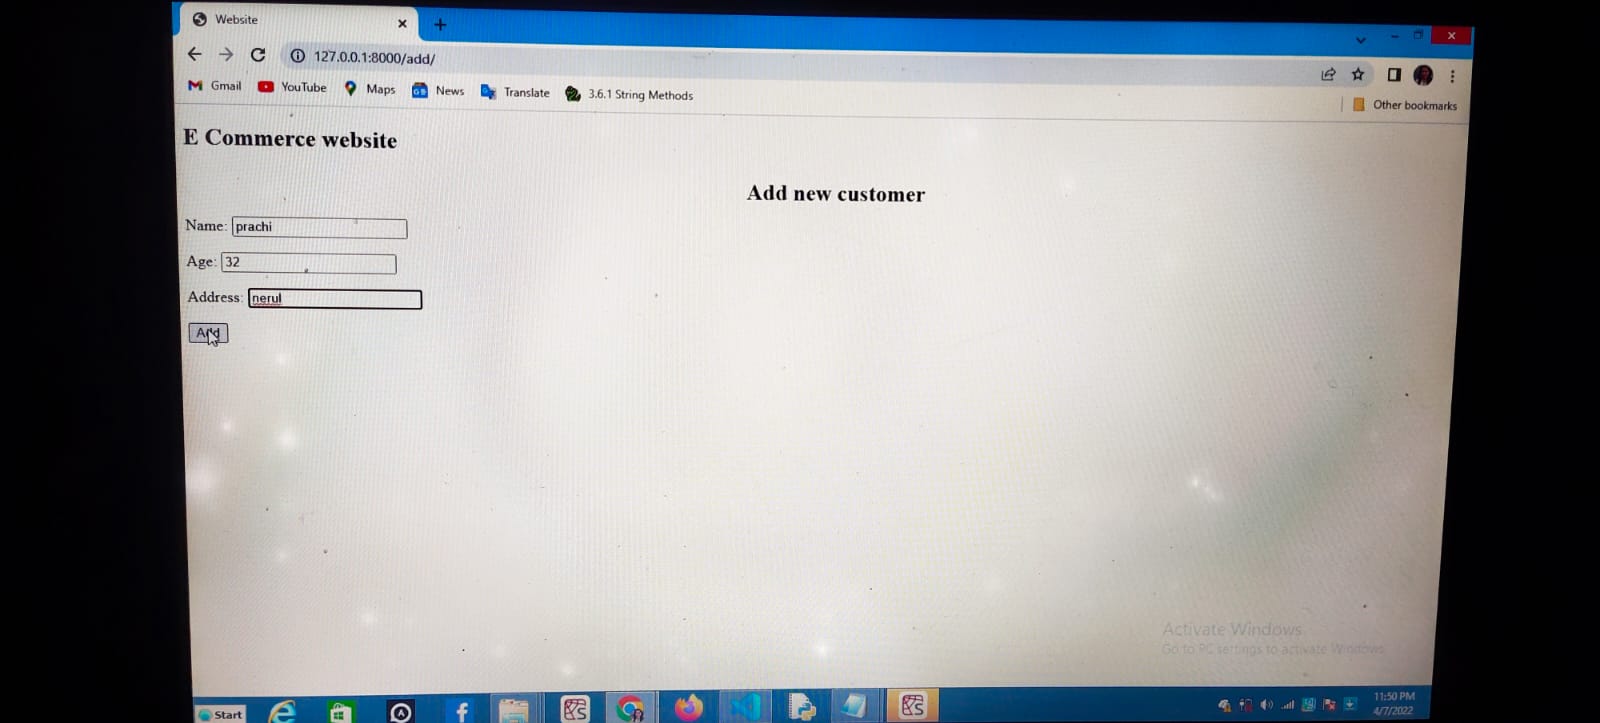 Website
127.0.0.1:8000/add/
Gmail YouTube Maps News Translate 3.6.1 String Methods
Other bookmarks
E Commerce website
Add new customer
Name: prachi
Age: 32
Address: nerul
Add
Activate Windows
Go to PC settings to activate Windows.
Start
11:50 PM
4/7/2022